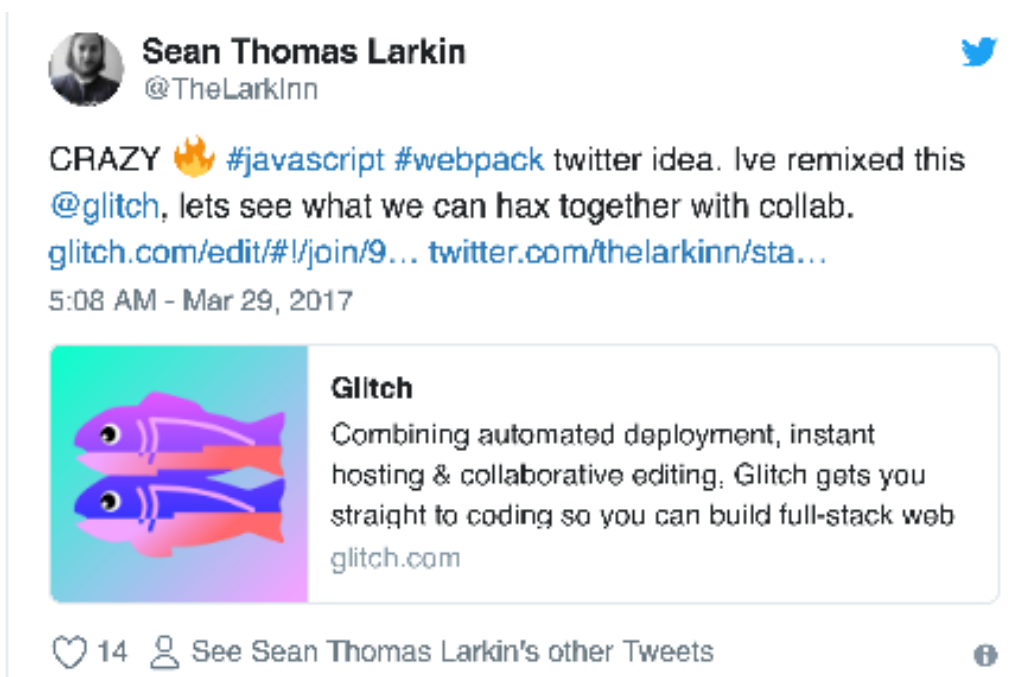 Sean Thomas Larkin
@TheLarkInn
CRAZY 🔥 #javascript #webpack twitter idea. Ive remixed this
@glitch, lets see what we can hax together with collab.
glitch.com/edit/#!/join/9… twitter.com/thelarkinn/sta…
5:08 AM - Mar 29, 2017
Glitch
Combining automated deployment, instant
hosting & collaborative editing, Glitch gets you
straight to coding so you can build full-stack web
glitch.com
14 See Sean Thomas Larkin's other Tweets